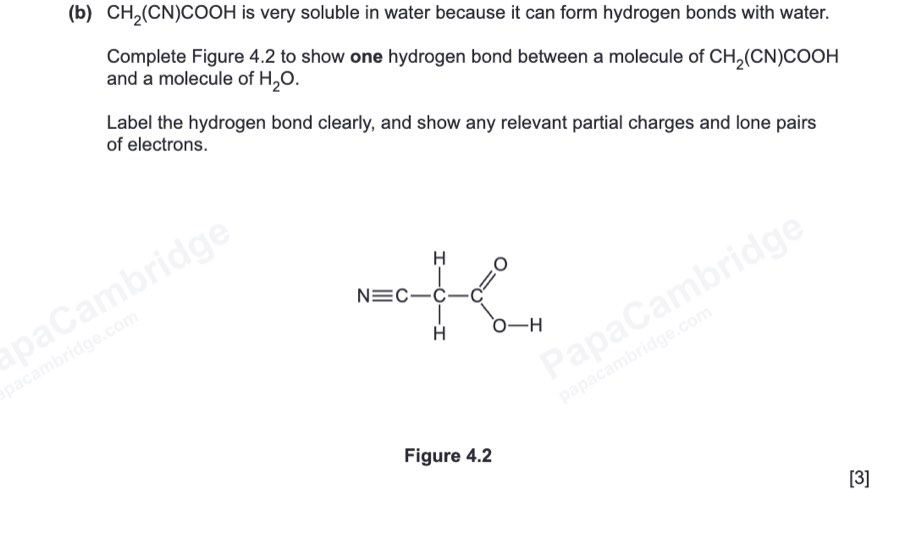 (b) CH₂(CN)COOH is very soluble in water because it can form hydrogen bonds with water.
Complete Figure 4.2 to show one hydrogen bond between a molecule of CH₂(CN)COOH
and a molecule of H₂O.
Label the hydrogen bond clearly, and show any relevant partial charges and lone pairs
of electrons.
PapaCambridge
papacambridge.com
H O
N≡C—C—C
H O—H
apaCambridge
apacambridge.com
Figure 4.2
[3]